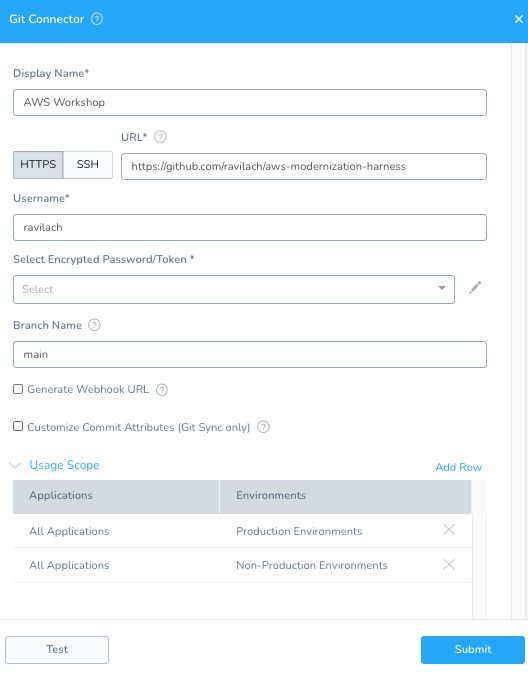 Git Connector ?
×
Display Name*
AWS Workshop
URL* ?
HTTPS SSH https://github.com/ravilach/aws-modernization-harness
Username*
ravilach
Select Encrypted Password/Token *
Select
Branch Name ?
main
Generate Webhook URL ?
Customize Commit Attributes (Git Sync only) ?
Usage Scope
Add Row
Applications Environments
All Applications Production Environments
All Applications Non-Production Environments
Test Submit